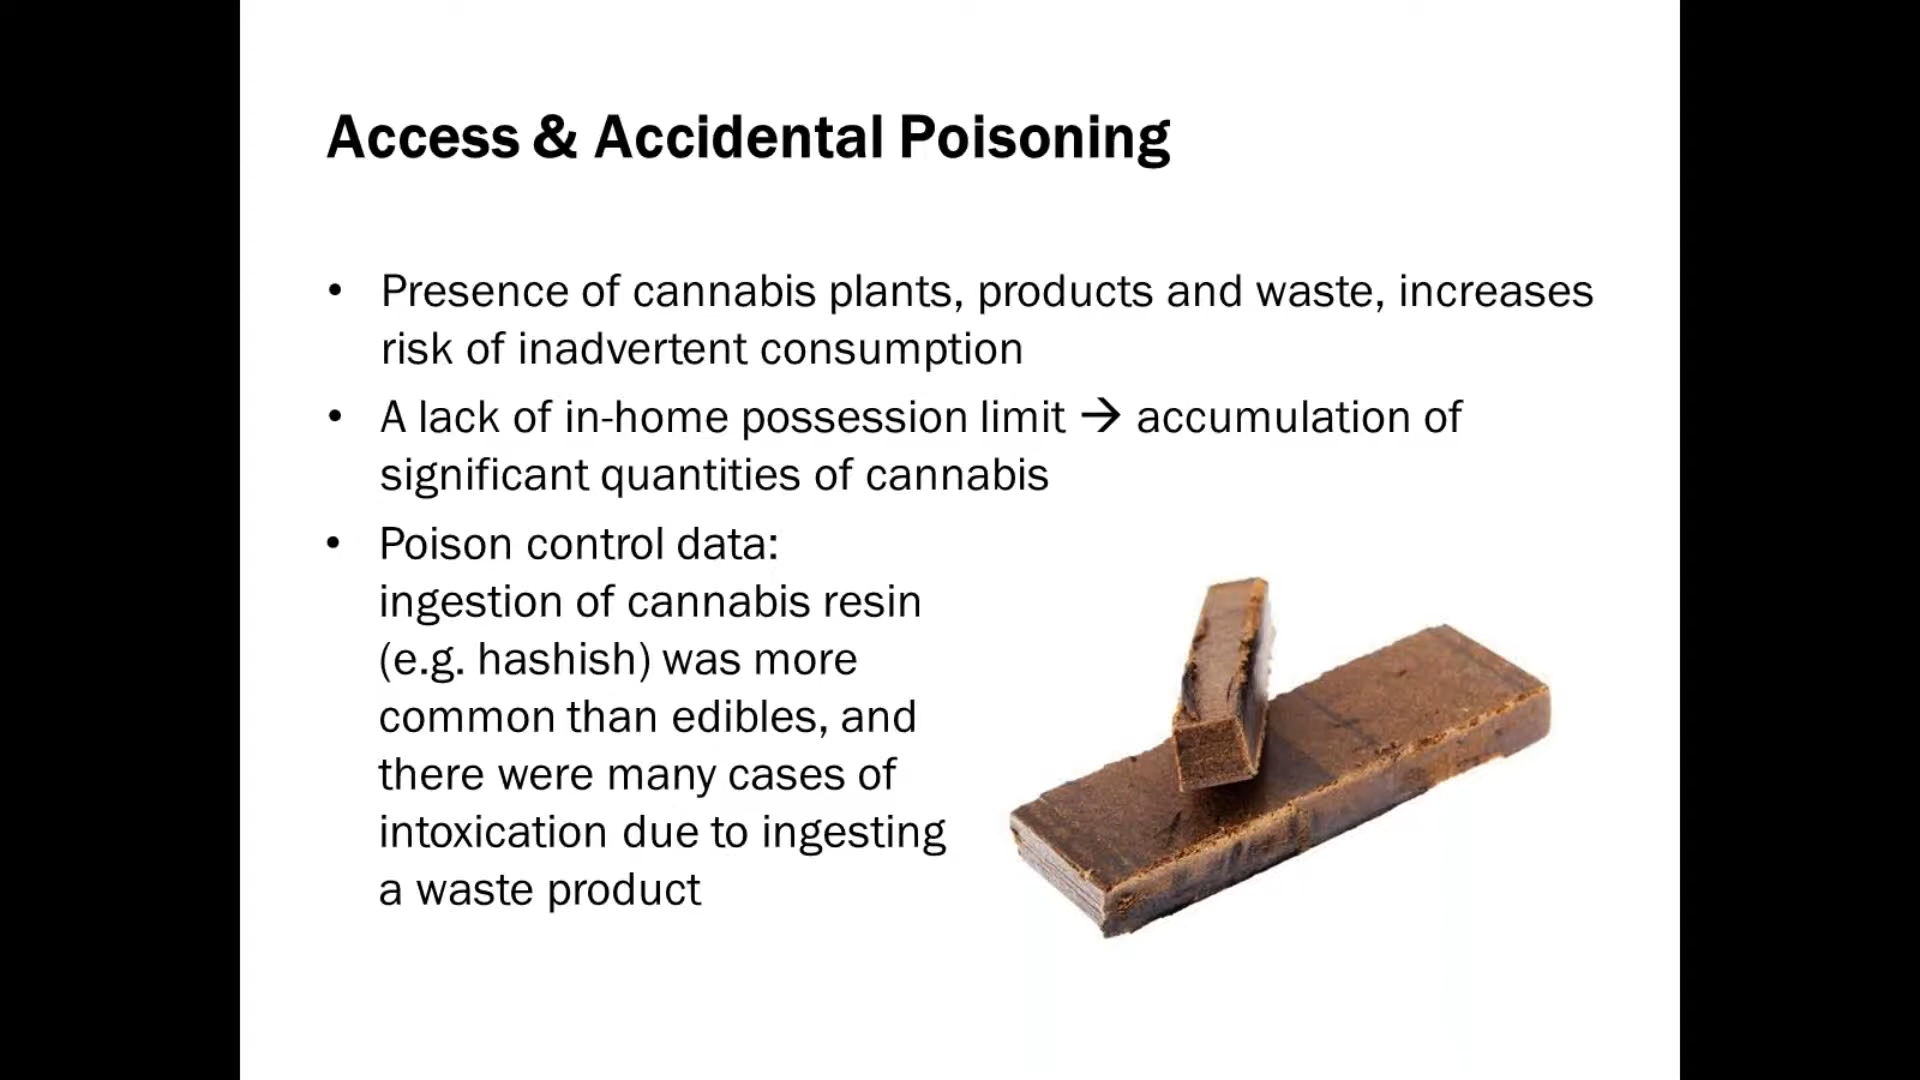 Access & Accidental Poisoning
• Presence of cannabis plants, products and waste, increases
risk of inadvertent consumption
• A lack of in-home possession limit → accumulation of
significant quantities of cannabis
• Poison control data:
ingestion of cannabis resin
(e.g. hashish) was more
common than edibles, and
there were many cases of
intoxication due to ingesting
a waste product